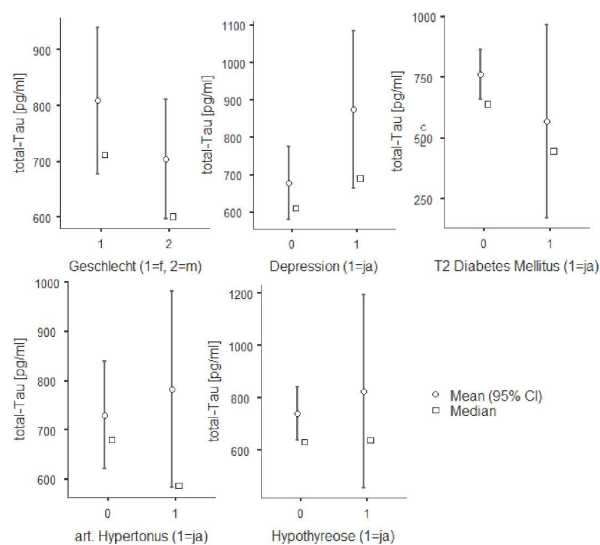 900
800
700
600
total-Tau [pg/ml]
1 2
Geschlecht (1=f, 2=m)
1100
1000
900
800
700
600
total-Tau [pg/ml]
0 1
Depression (1=ja)
1000
750
500
250
total-Tau [pg/ml]
c
0 1
T2 Diabetes Mellitus (1=ja)
1000
900
800
700
600
total-Tau [pg/ml]
0 1
art. Hypertonus (1=ja)
1200
1000
800
600
total-Tau [pg/ml]
0 1
Hypothyreose (1=ja)
Mean (95% CI)
Median